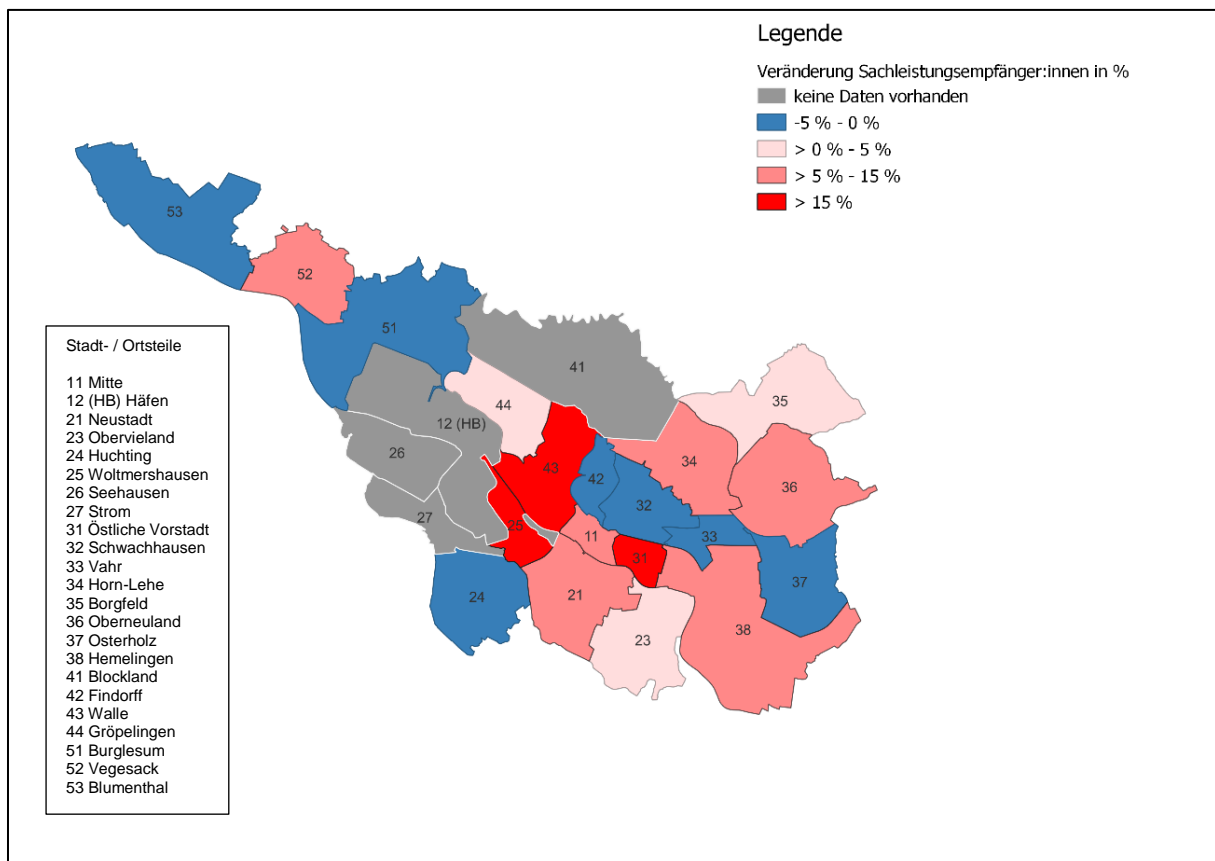 Legende
Veränderung Sachleistungsempfänger:innen in %
keine Daten vorhanden
-5 % - 0 %
> 0 % - 5 %
> 5 % - 15 %
> 15 %
53
52
51
41
35
44
12 (HB)
34
43
26
42
36
32
27
25
11
33
31
37
24
21
38
23
Stadt- / Ortsteile
11 Mitte
12 (HB) Häfen
21 Neustadt
23 Obervieland
24 Huchting
25 Woltmershausen
26 Seehausen
27 Strom
31 Östliche Vorstadt
32 Schwachhausen
33 Vahr
34 Horn-Lehe
35 Borgfeld
36 Oberneuland
37 Osterholz
38 Hemelingen
41 Blockland
42 Findorff
43 Walle
44 Gröpelingen
51 Burglesum
52 Vegesack
53 Blumenthal